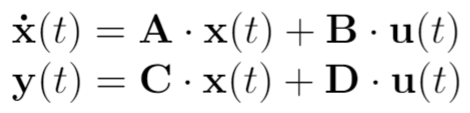 ẋ(t) = A · x(t) + B · u(t)
y(t) = C · x(t) + D · u(t)